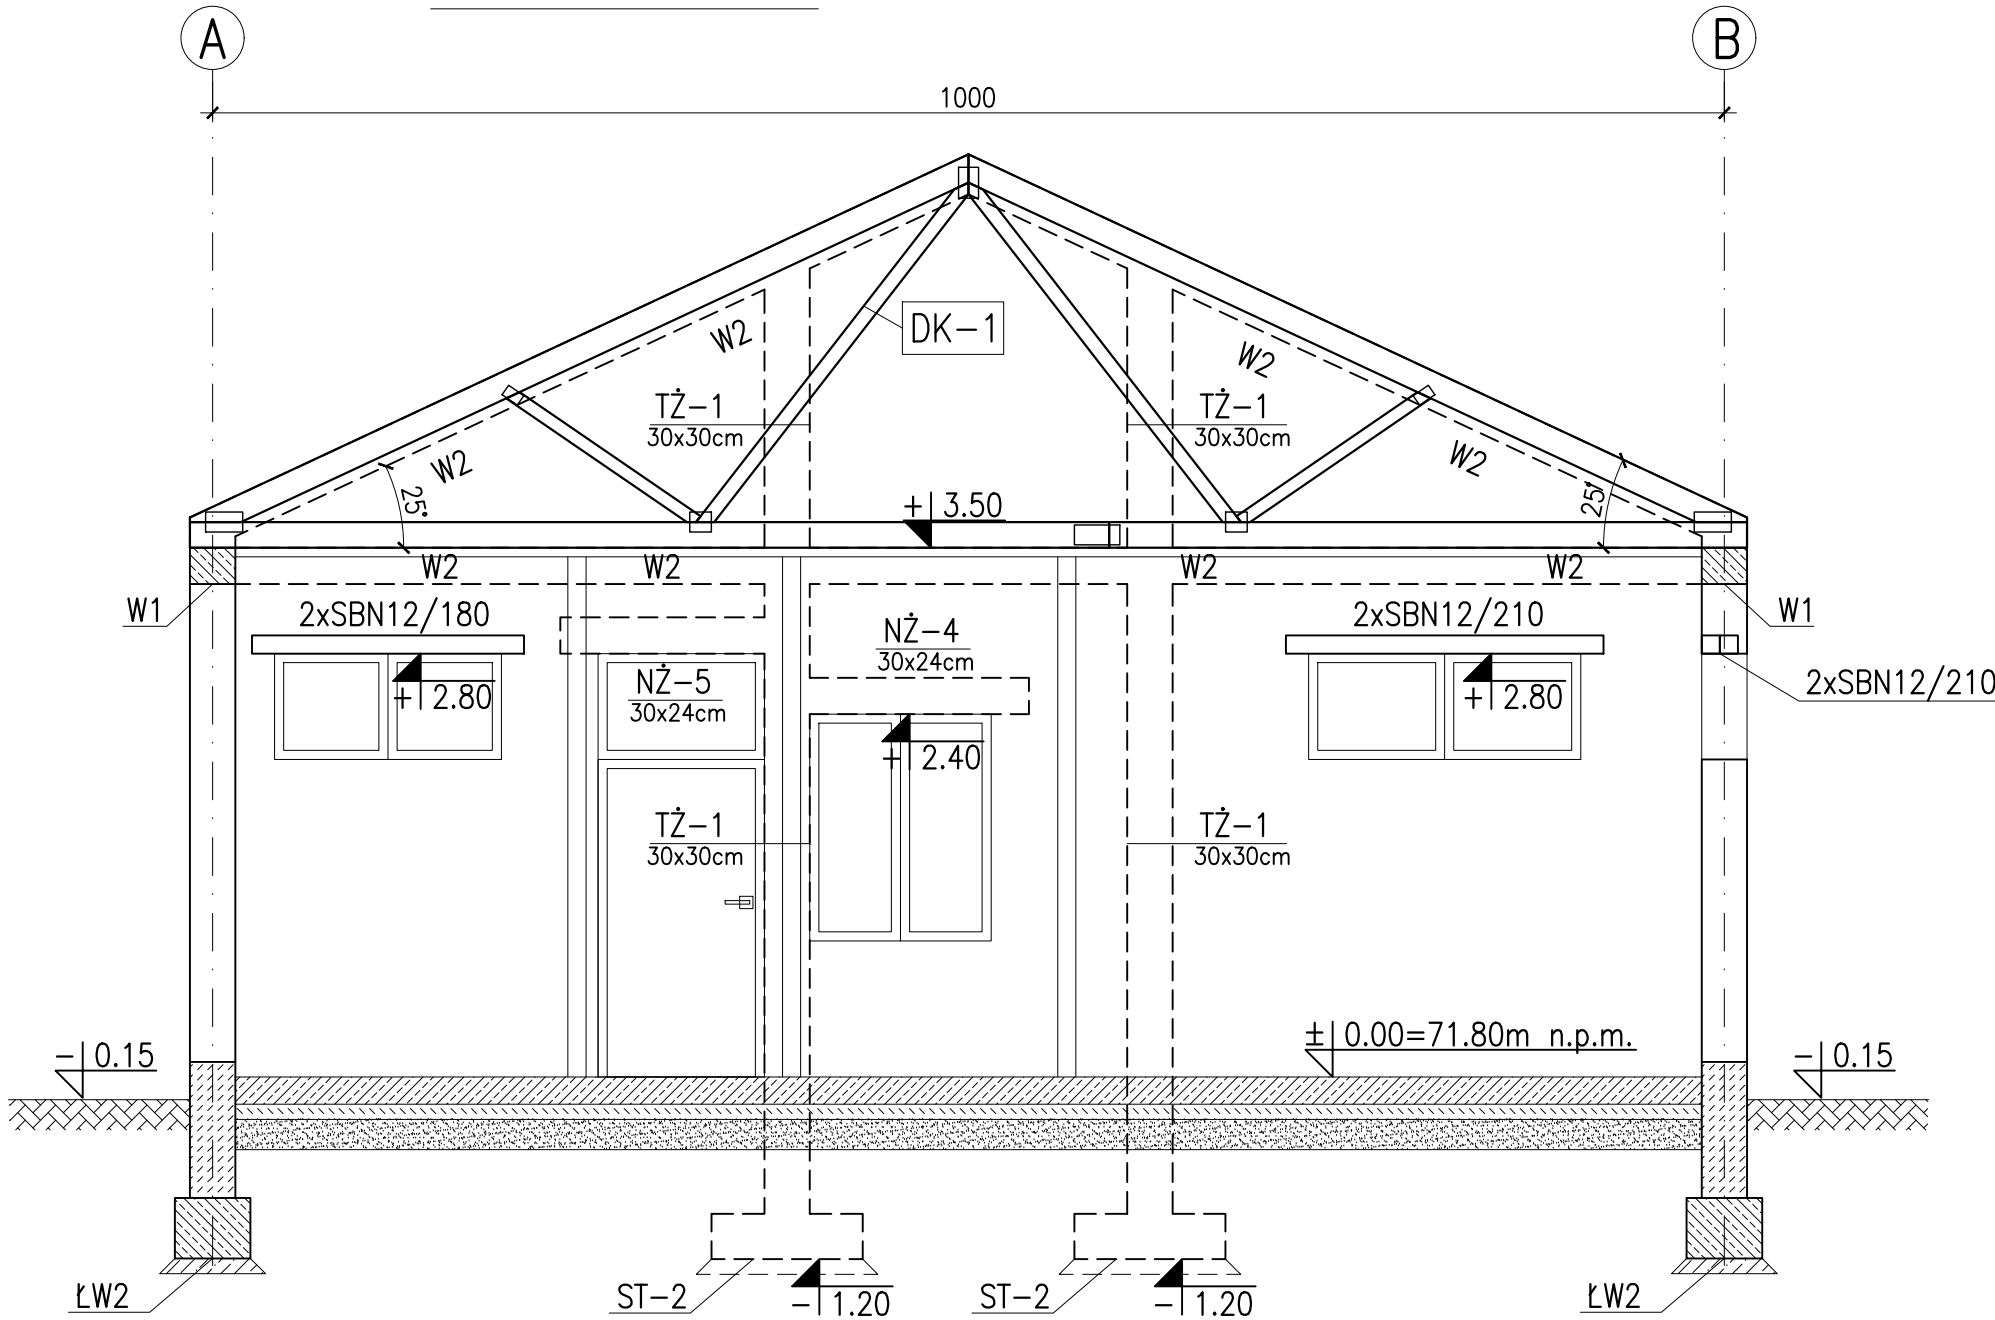 A
B
1000
W2
DK-1
W2
TŻ-1
30x30cm
TŻ-1
30x30cm
W2
W2
25°
25°
+ 3.50
W2
W2
W2
W2
W1
2xSBN12/180
2xSBN12/210
W1
NŻ-4
30x24cm
NŻ-5
30x24cm
+ 2.80
+ 2.80
2xSBN12/210
+ 2.40
TŻ-1
30x30cm
TŻ-1
30x30cm
- 0.15
± 0.00=71.80m n.p.m.
- 0.15
ŁW2
ST-2
- 1.20
ST-2
- 1.20
ŁW2